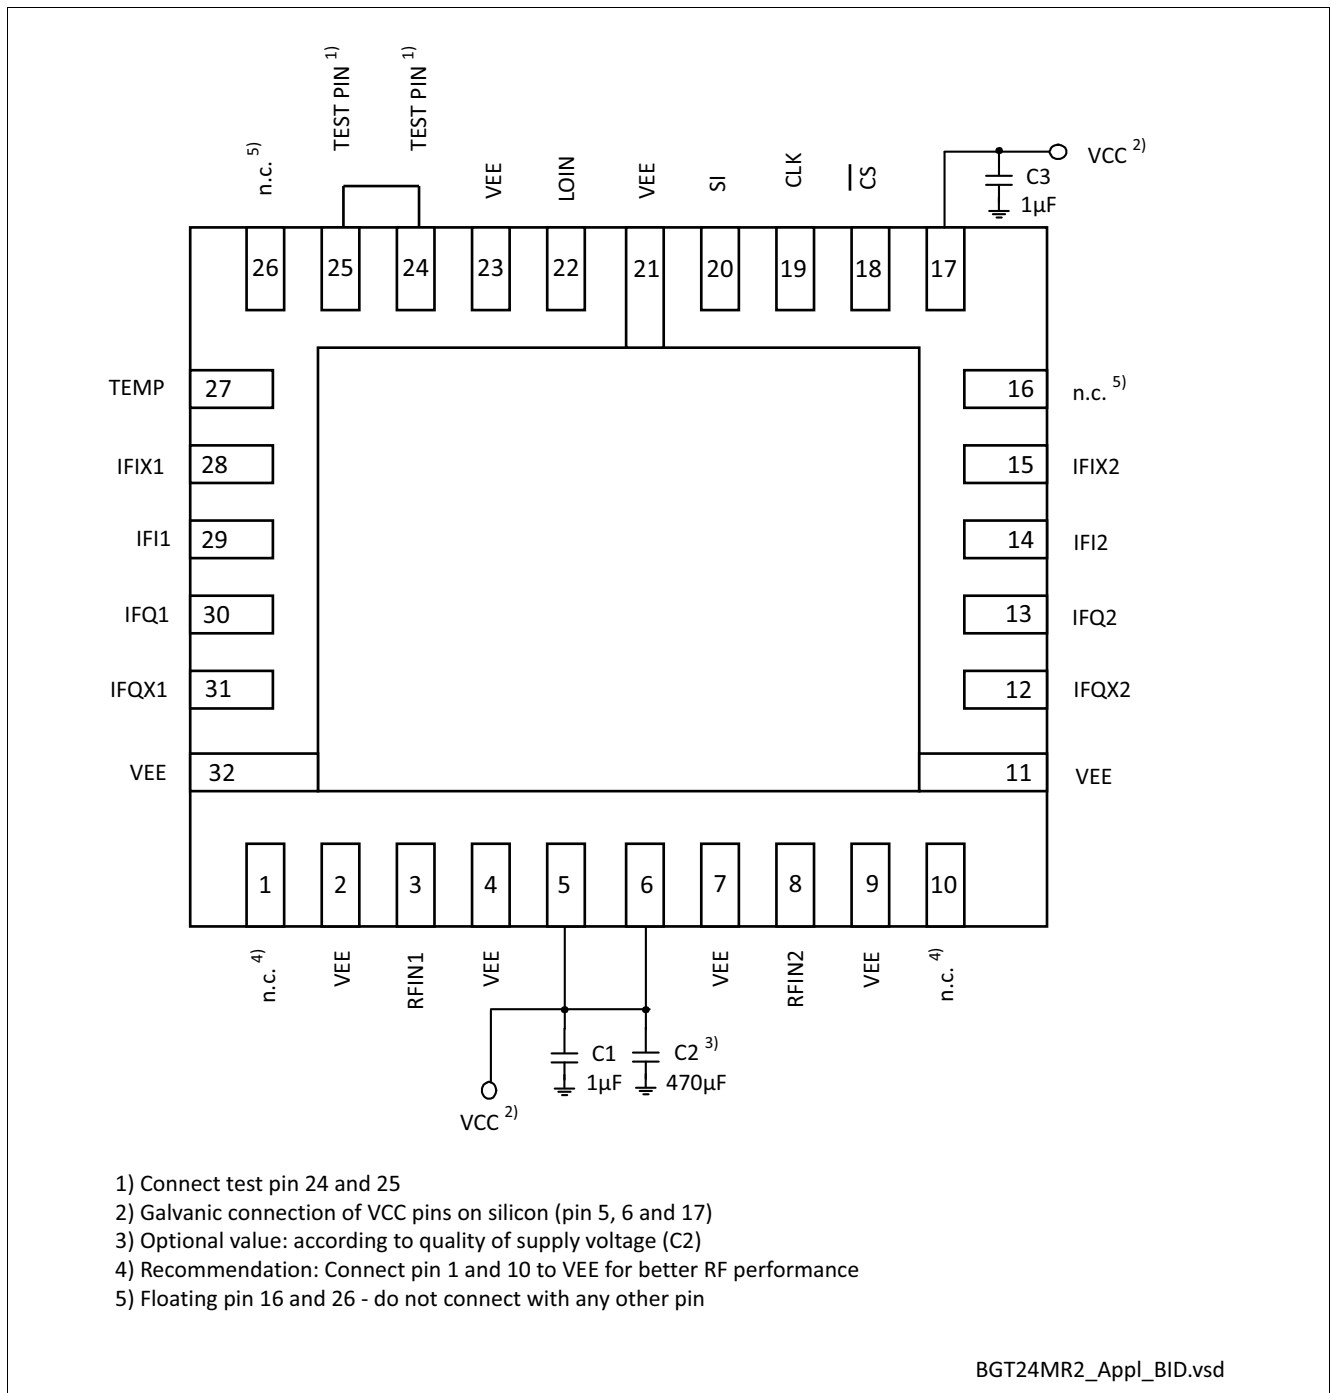 n.c. 5)
TEST PIN 1)
TEST PIN 1)
VEE
LOIN
VEE
SI
CLK
CS
VCC 2)
C3
1µF
26
25
24
23
22
21
20
19
18
17
TEMP
27
16
n.c. 5)
IFIX1
28
15
IFIX2
IFI1
29
14
IFI2
IFQ1
30
13
IFQ2
IFQX1
31
12
IFQX2
VEE
32
11
VEE
1
2
3
4
5
6
7
8
9
10
n.c. 4)
VEE
RFIN1
VEE
VEE
RFIN2
VEE
n.c. 4)
C1
1µF
C2 3)
470µF
VCC 2)
1) Connect test pin 24 and 25
2) Galvanic connection of VCC pins on silicon (pin 5, 6 and 17)
3) Optional value: according to quality of supply voltage (C2)
4) Recommendation: Connect pin 1 and 10 to VEE for better RF performance
5) Floating pin 16 and 26 - do not connect with any other pin
BGT24MR2_Appl_BID.vsd